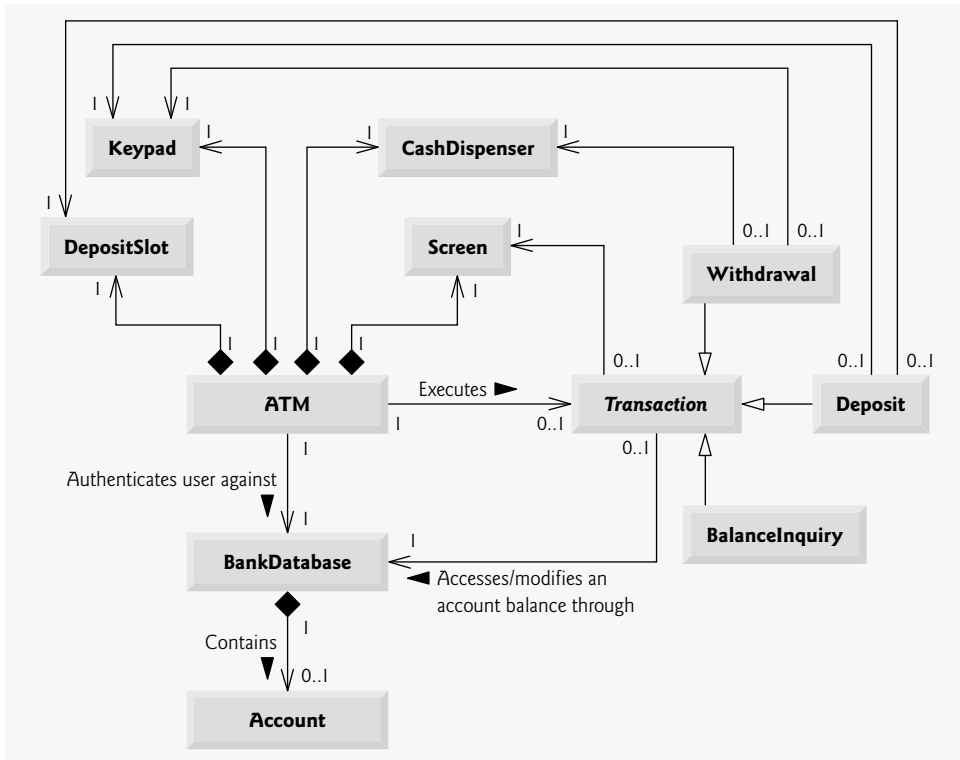 1 1 1 1
Keypad
CashDispenser
1
DepositSlot
1
1
Screen
1
1
0..1 0..1
Withdrawal
1 1 1 1
0..1
0..1 0..1
ATM
Executes
1
0..1
Transaction
Deposit
1
0..1
Authenticates user against
1
BankDatabase
1
BalanceInquiry
Accesses/modifies an
account balance through
1
Contains
0..1
Account